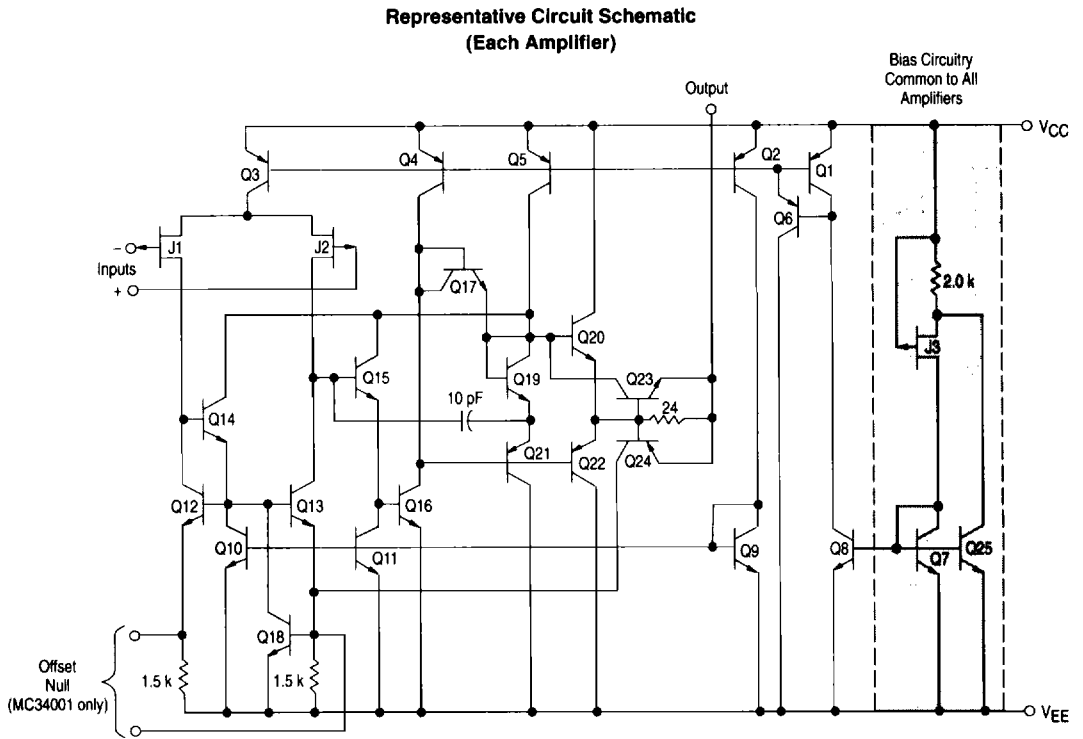 Representative Circuit Schematic
(Each Amplifier)
Bias Circuitry
Common to All
Amplifiers
Output
VCC
Q3
Q4
Q5
Q2
Q1
Q6
−
J1
J2
Inputs
+
Q17
2.0 k
J3
Q20
Q15
Q19
Q23
10 pF
24
Q14
Q21
Q22
Q24
Q12
Q13
Q16
Q10
Q11
Q9
Q8
Q7
Q25
Q18
Offset
Null
(MC34001 only)
1.5 k
1.5 k
VEE